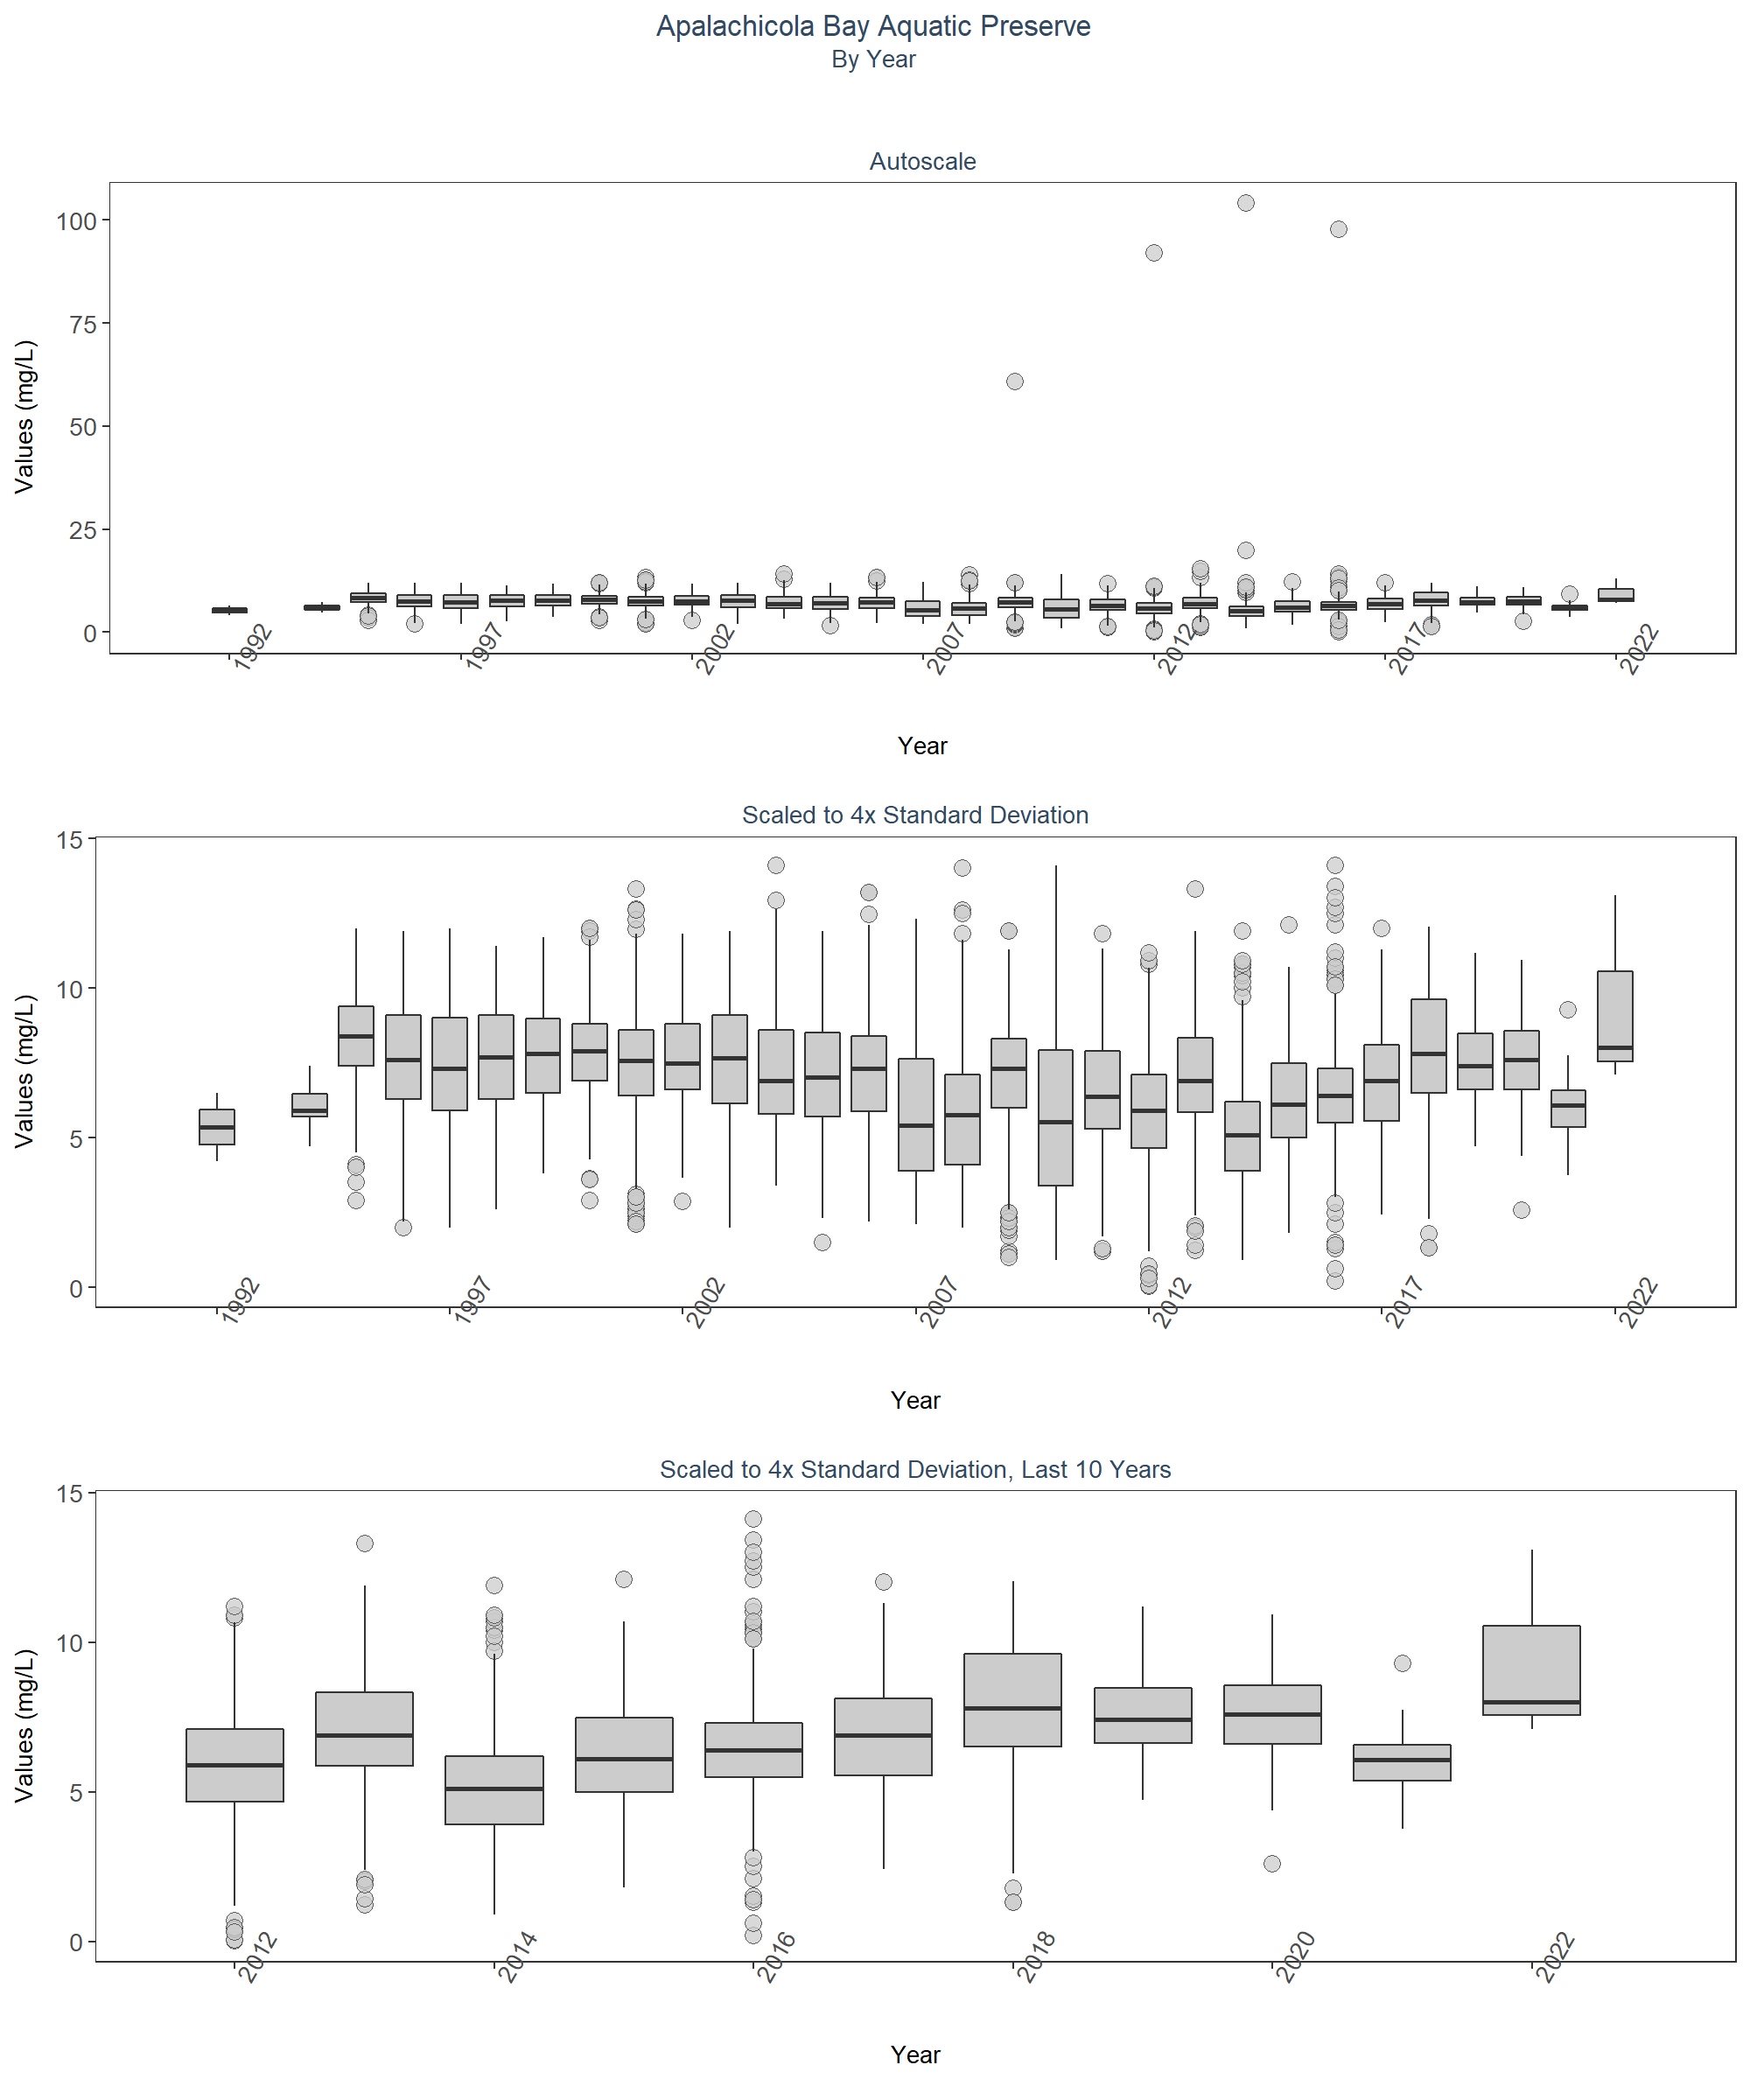 Apalachicola Bay Aquatic Preserve
By Year
Autoscale
Values (mg/L)
100
75
50
25
0
1992 1997 2002 2007 2012 2017 2022
Year
Scaled to 4x Standard Deviation
Values (mg/L)
15
10
5
0
1992 1997 2002 2007 2012 2017 2022
Year
Scaled to 4x Standard Deviation, Last 10 Years
Values (mg/L)
15
10
5
0
2012 2014 2016 2018 2020 2022
Year